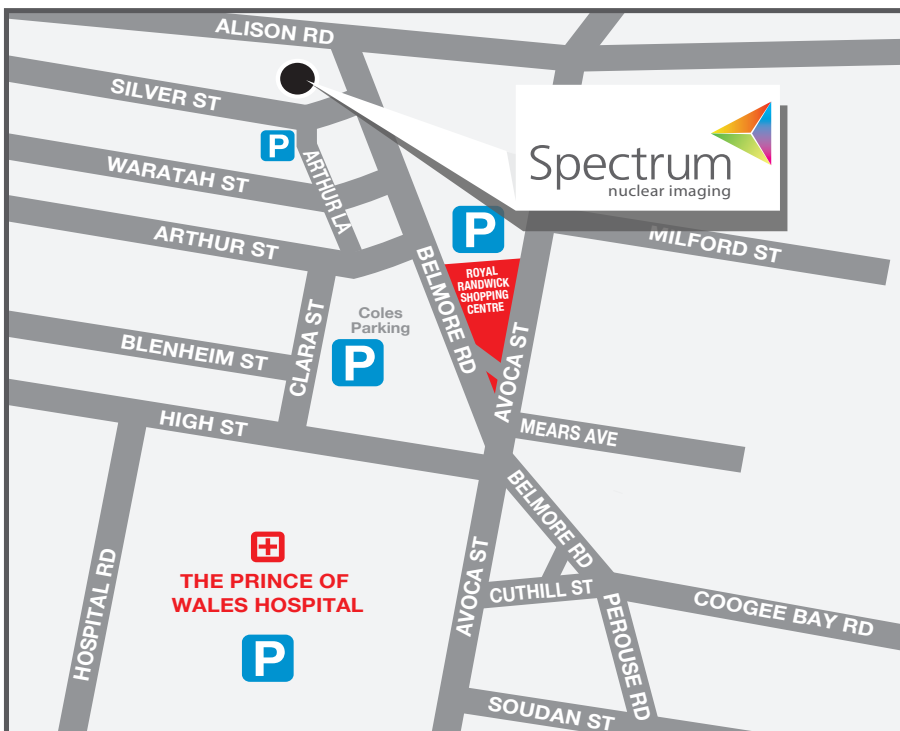 ALISON RD
SILVER ST
P
WARATAH ST
ARTHUR LA
ARTHUR ST
Spectrum
nuclear imaging
P
MILFORD ST
BELMORE RD
ROYAL
RANDWICK
SHOPPING
CENTRE
Coles
Parking
P
CLARA ST
BLENHEIM ST
AVOCA ST
HIGH ST
MEARS AVE
BELMORE RD
HOSPITAL RD
THE PRINCE OF
WALES HOSPITAL
P
AVOCA ST
CUTHILL ST
PEROUSE RD
COOGEE BAY RD
SOUDAN ST